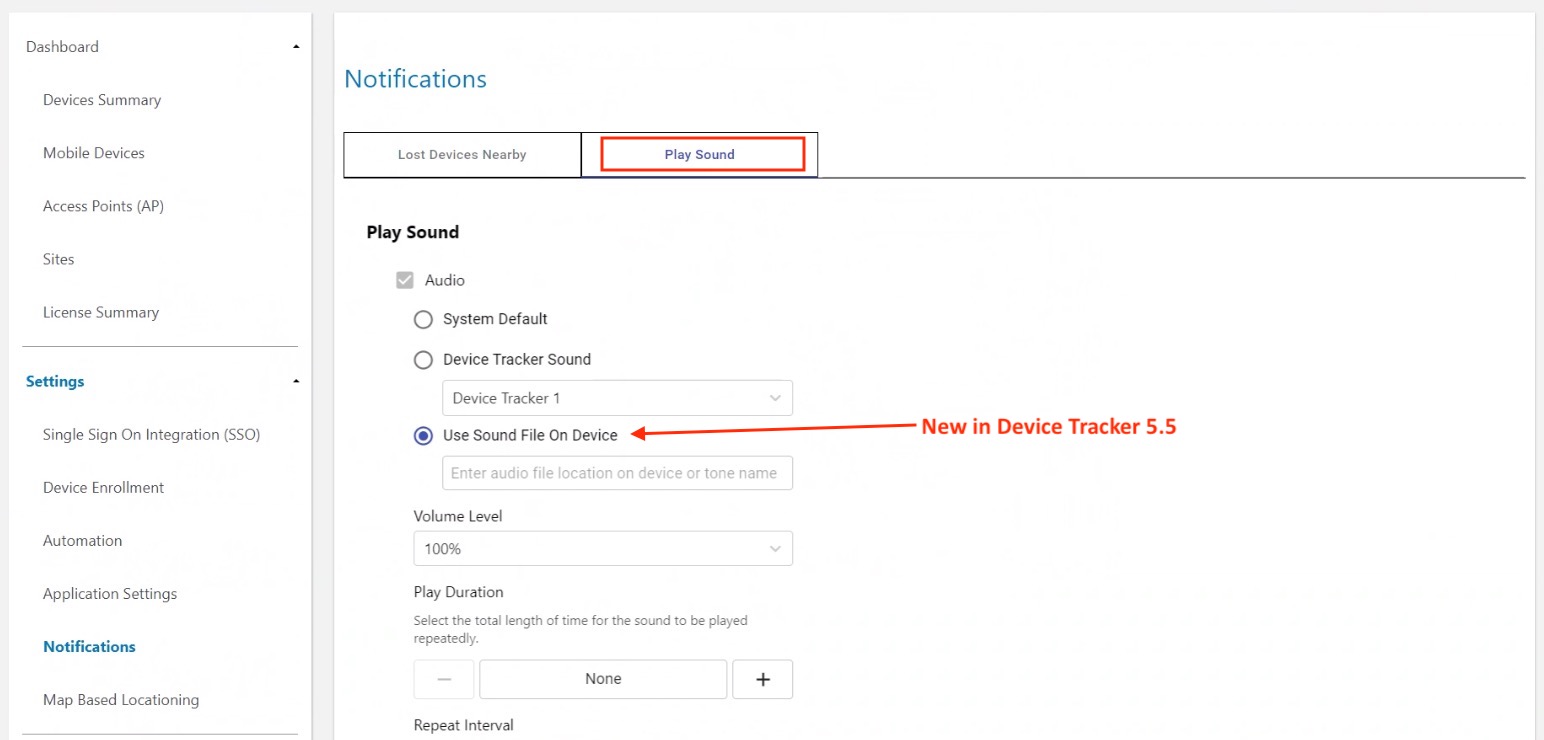 Dashboard
Devices Summary
Mobile Devices
Access Points (AP)
Sites
License Summary
Settings
Single Sign On Integration (SSO)
Device Enrollment
Automation
Application Settings
Notifications
Map Based Locationing
Notifications
Lost Devices Nearby
Play Sound
Play Sound
Audio
System Default
Device Tracker Sound
Device Tracker 1
Use Sound File On Device
New in Device Tracker 5.5
Enter audio file location on device or tone name
Volume Level
100%
Play Duration
Select the total length of time for the sound to be played
repeatedly.
None
Repeat Interval